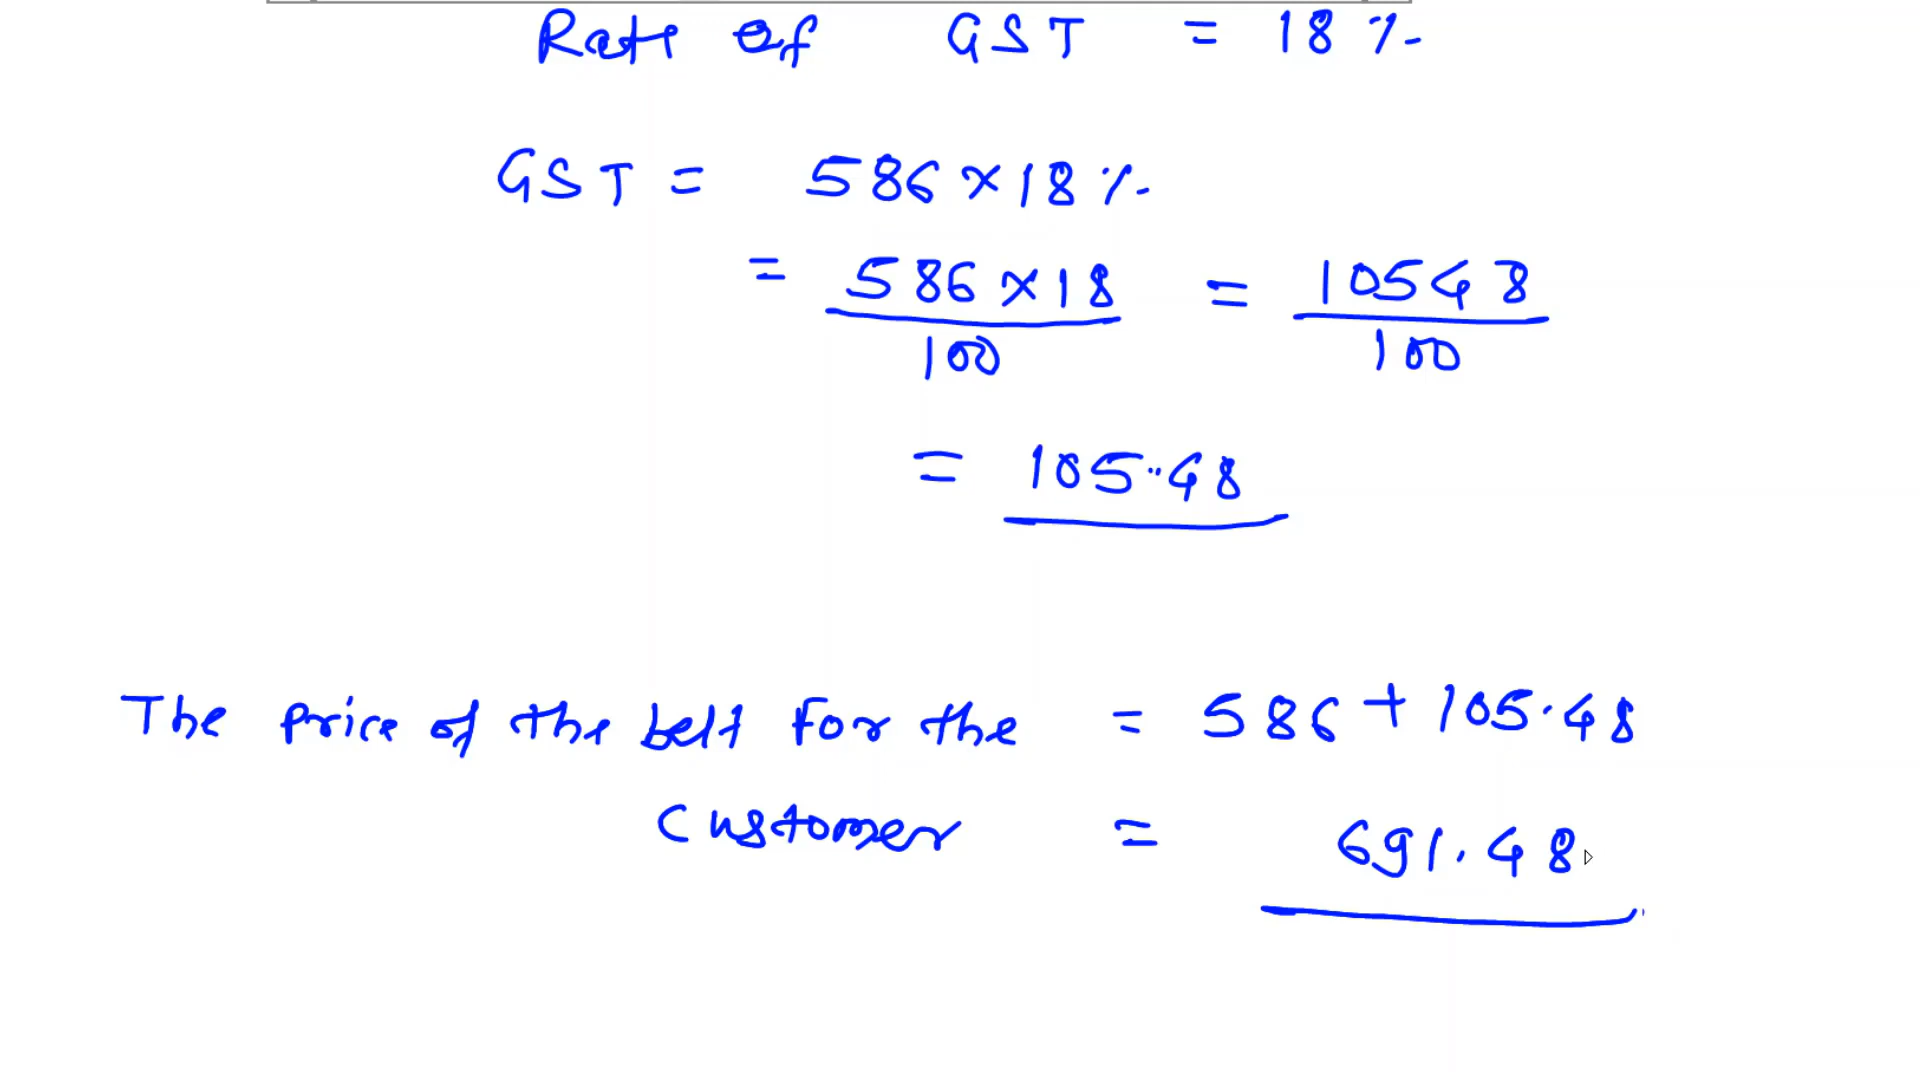 Rate of GST = 18 %
GST = 586 × 18 %
= 586 × 18 / 100 = 10548 / 100
= 105.48
The price of the belt For the = 586 + 105.48
Customer = 691.48